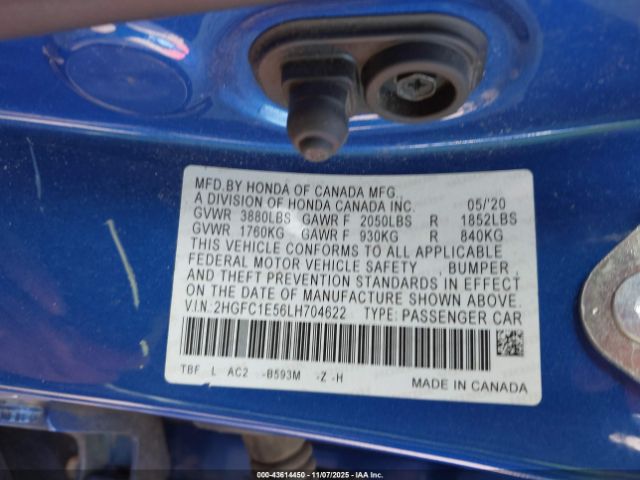 MFD.BY HONDA OF CANADA MFG.,
A DIVISION OF HONDA CANADA INC. 05/'20
GVWR 3880LBS GAWR F 2050LBS R 1852LBS
GVWR 1760KG GAWR F 930KG R 840KG
THIS VEHICLE CONFORMS TO ALL APPLICABLE
FEDERAL MOTOR VEHICLE SAFETY , BUMPER ,
AND THEFT PREVENTION STANDARDS IN EFFECT
ON THE DATE OF MANUFACTURE SHOWN ABOVE.
V.I.N.:2HGFC1E56LH704622 TYPE: PASSENGER CAR
TBF L AC2 -B593M -Z -H
MADE IN CANADA
000-43614450 | 11/07/2025 - IAA Inc.